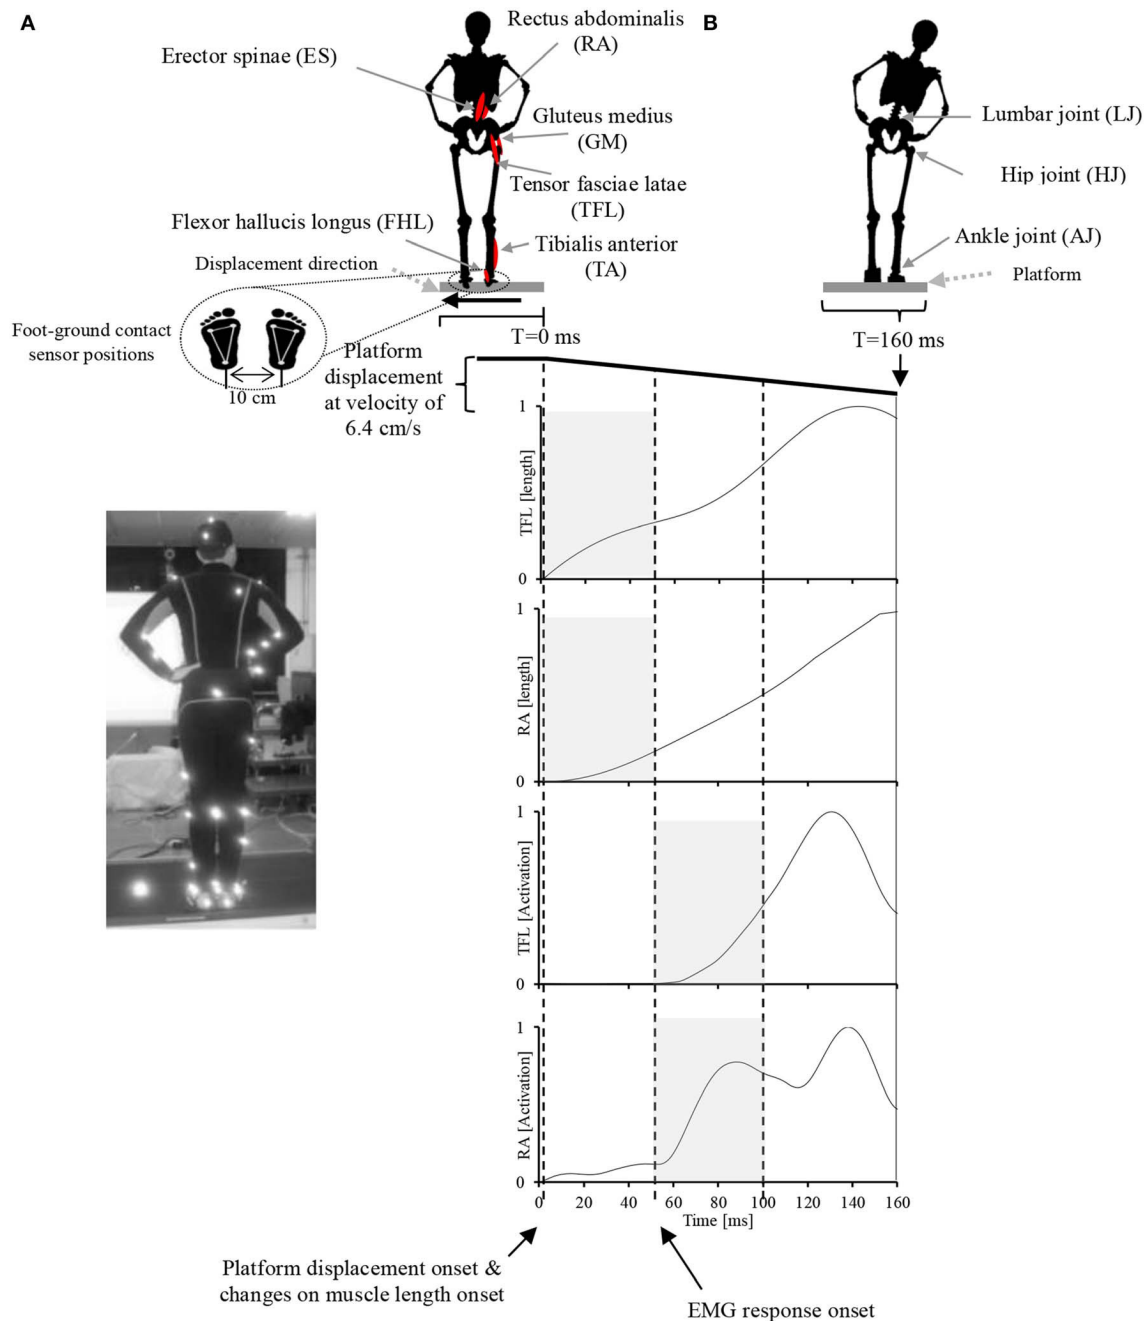 A
Rectus abdominalis
(RA)
B
Erector spinae (ES)
Gluteus medius
(GM)
Lumbar joint (LJ)
Hip joint (HJ)
Tensor fasciae latae
(TFL)
Flexor hallucis longus (FHL)
Tibialis anterior
(TA)
Ankle joint (AJ)
Displacement direction
Platform
Foot-ground contact
sensor positions
10 cm
T=0 ms
T=160 ms
Platform
displacement
at velocity of
6.4 cm/s
1
TFL [length]
0
1
RA [length]
0
1
TFL [Activation]
0
1
RA [Activation]
0
0 20 40 60 80 100 120 140 160
Time [ms]
Platform displacement onset &
changes on muscle length onset
EMG response onset